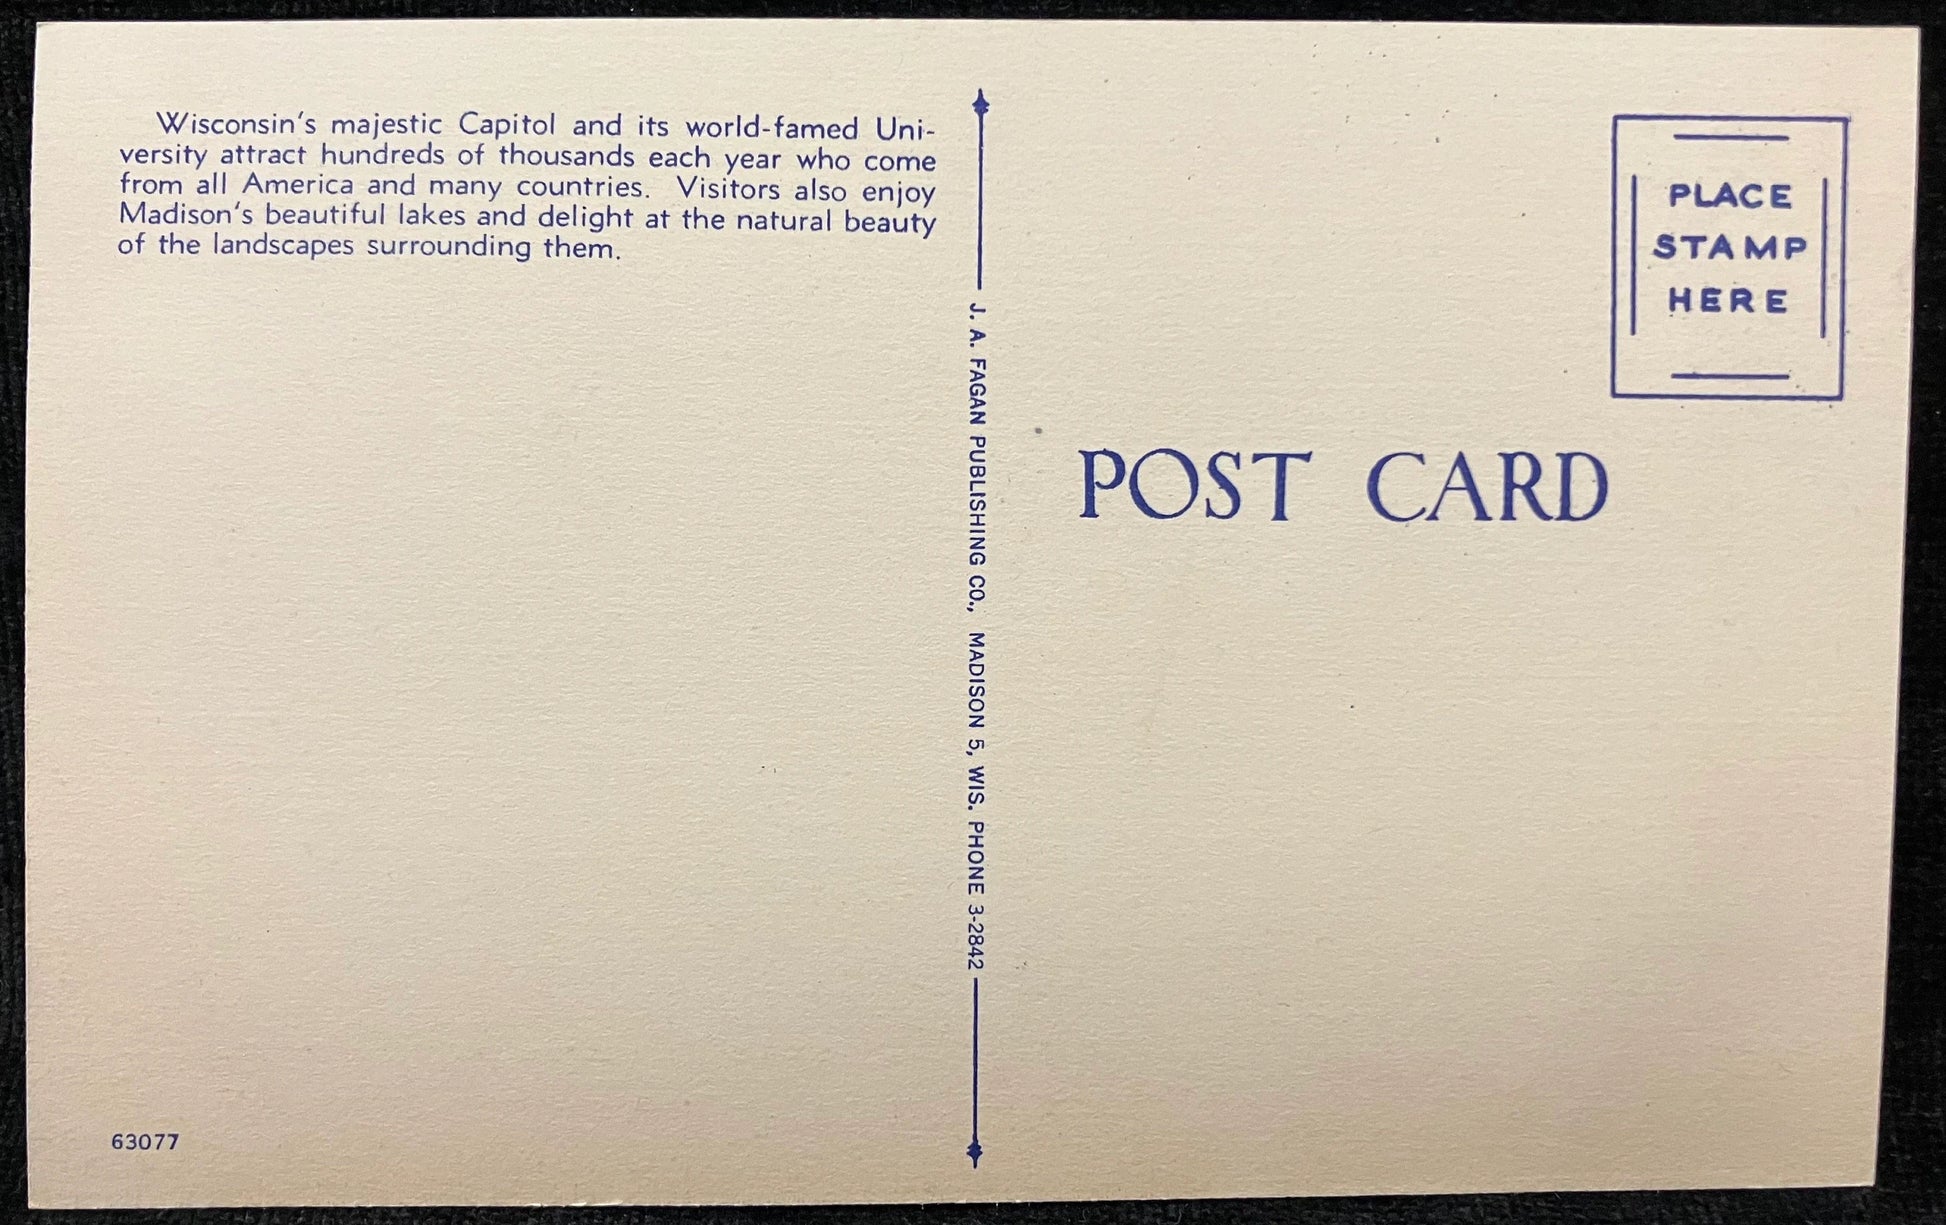 Wisconsin's majestic Capitol and its world-famed Uni-
versity attract hundreds of thousands each year who come
from all America and many countries. Visitors also enjoy
Madison's beautiful lakes and delight at the natural beauty
of the landscapes surrounding them.
63077
J. A. FAGAN PUBLISHING CO., MADISON 5, WIS. PHONE 3-2842
PLACE
STAMP
HERE
POST CARD